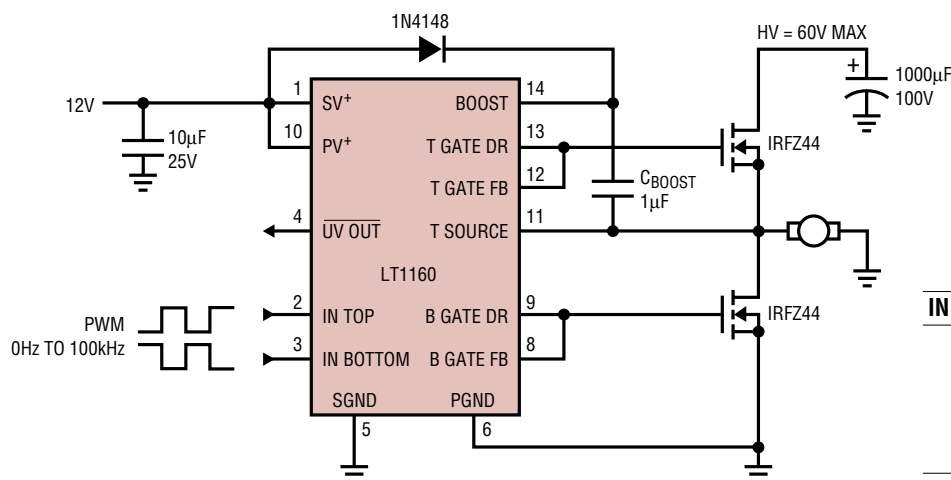 1N4148
HV = 60V MAX
+
1000µF
100V
12V
10µF
25V
1
SV+
10
PV+
4
UV OUT
LT1160
PWM
0Hz TO 100kHz
2
IN TOP
3
IN BOTTOM
SGND
5
PGND
6
BOOST
14
T GATE DR
13
T GATE FB
12
T SOURCE
11
B GATE DR
9
B GATE FB
8
CBOOST
1µF
IRFZ44
IRFZ44
IN